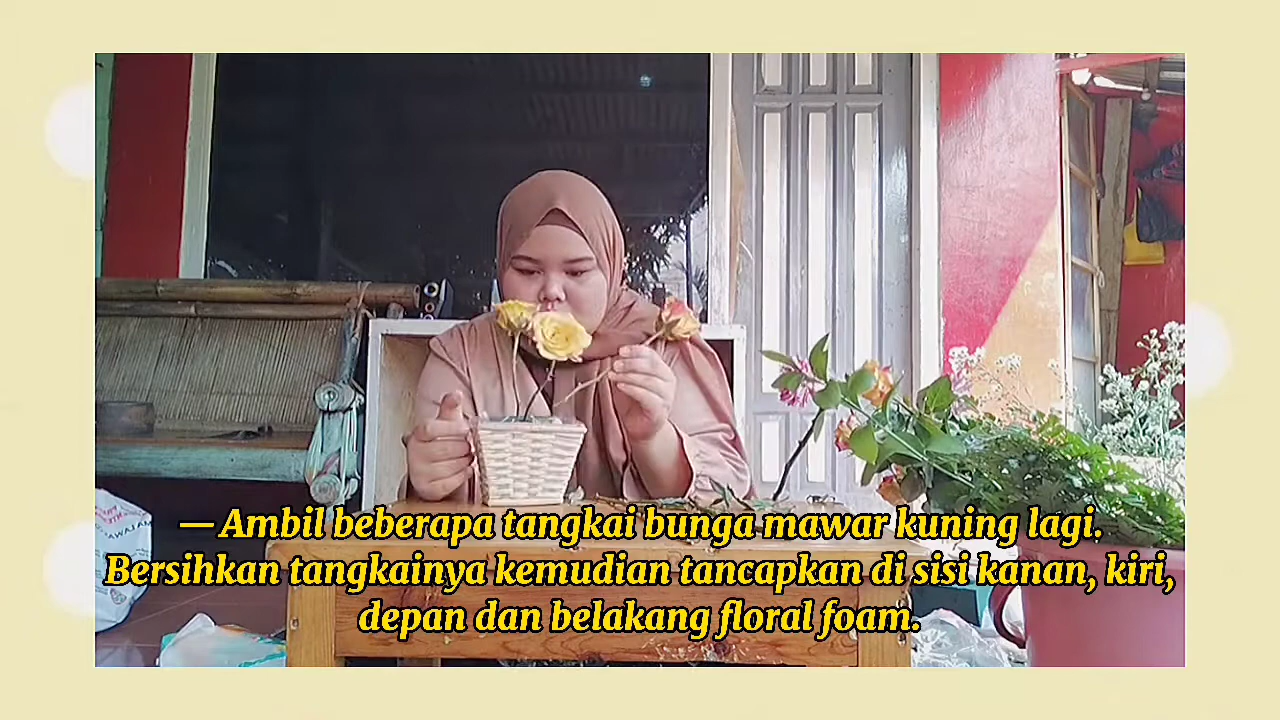 — Ambil beberapa tangkai bunga mawar kuning lagi.
Bersihkan tangkainya kemudian tancapkan di sisi kanan, kiri,
depan dan belakang floral foam.